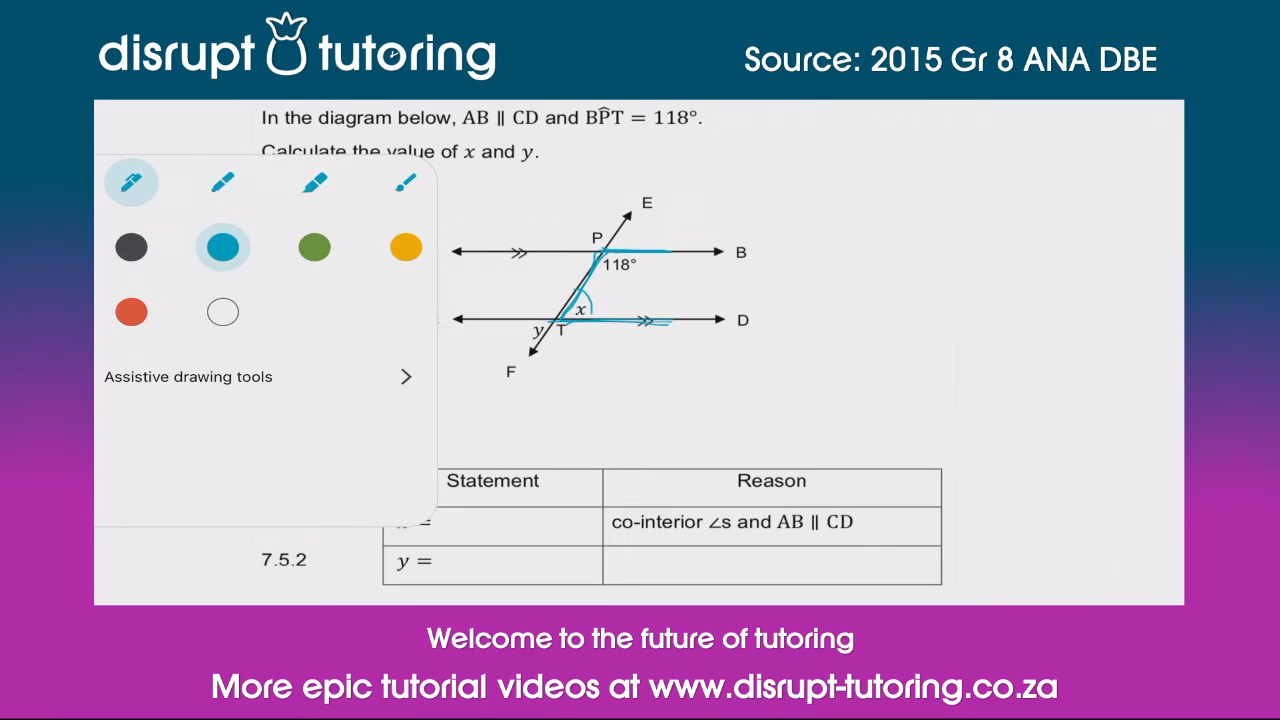 disrupt tutoring
Source: 2015 Gr 8 ANA DBE
In the diagram below, AB ∥ CD and BP̂T = 118°.
Calculate the value of x and y.
E
P
B
118°
x
D
y T
F
Assistive drawing tools
Statement Reason
= co-interior ∠s and AB ∥ CD
7.5.2 y =
Welcome to the future of tutoring
More epic tutorial videos at www.disrupt-tutoring.co.za